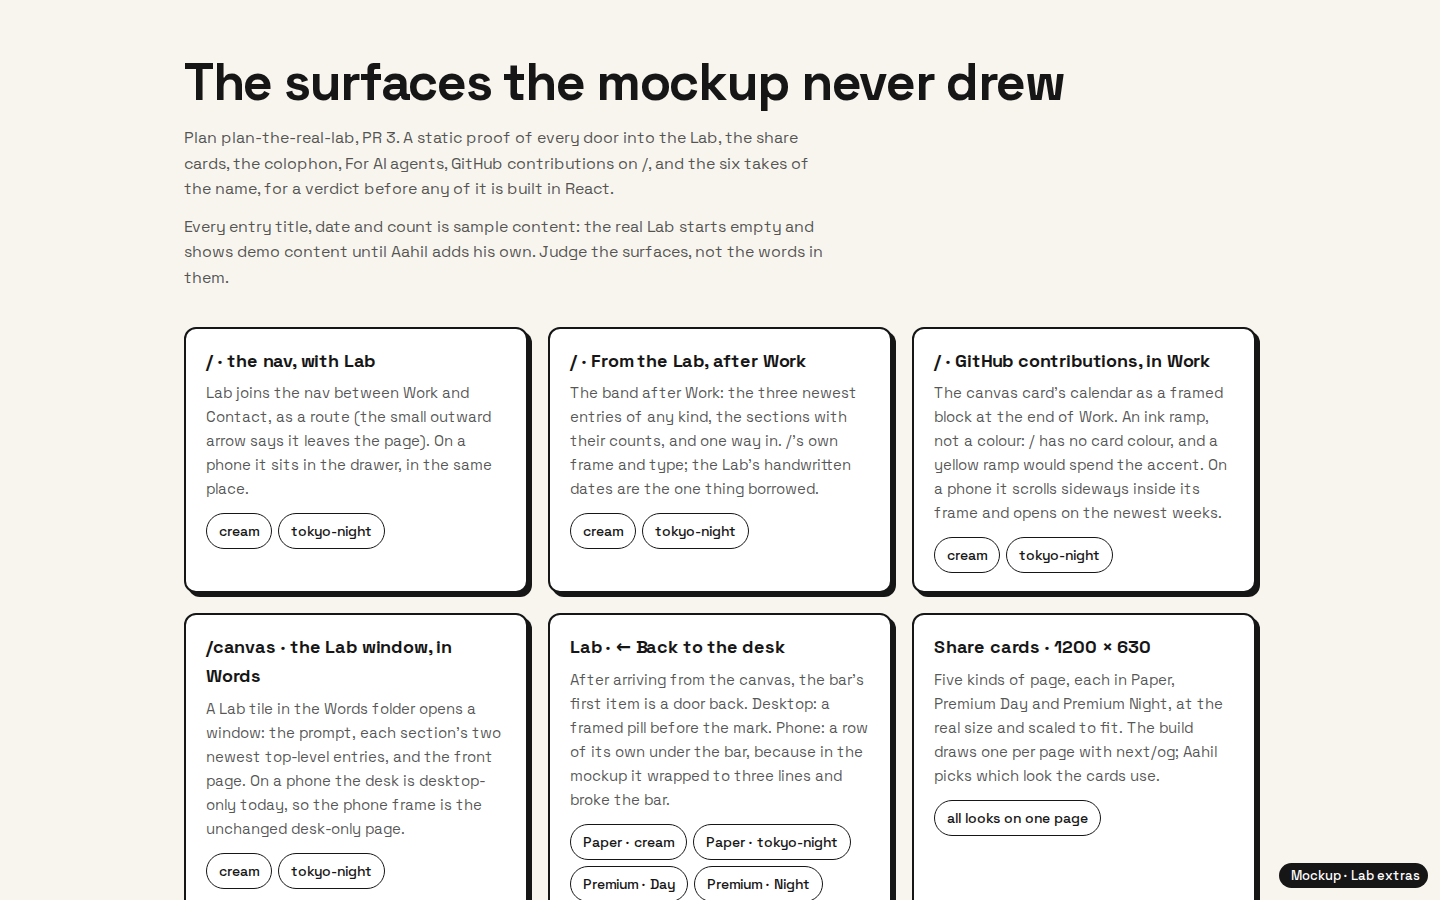 The surfaces the mockup never drew
Plan plan-the-real-lab, PR 3. A static proof of every door into the Lab, the share
cards, the colophon, For AI agents, GitHub contributions on /, and the six takes of
the name, for a verdict before any of it is built in React.
Every entry title, date and count is sample content: the real Lab starts empty and
shows demo content until Aahil adds his own. Judge the surfaces, not the words in
them.
/ · the nav, with Lab
Lab joins the nav between Work and
Contact, as a route (the small outward
arrow says it leaves the page). On a
phone it sits in the drawer, in the same
place.
cream
tokyo-night
/ · From the Lab, after Work
The band after Work: the three newest
entries of any kind, the sections with
their counts, and one way in. /'s own
frame and type; the Lab's handwritten
dates are the one thing borrowed.
cream
tokyo-night
/ · GitHub contributions, in Work
The canvas card's calendar as a framed
block at the end of Work. An ink ramp,
not a colour: / has no card colour, and a
yellow ramp would spend the accent. On
a phone it scrolls sideways inside its
frame and opens on the newest weeks.
cream
tokyo-night
/canvas · the Lab window, in
Words
A Lab tile in the Words folder opens a
window: the prompt, each section's two
newest top-level entries, and the front
page. On a phone the desk is desktop-
only today, so the phone frame is the
unchanged desk-only page.
cream
tokyo-night
Lab · ← Back to the desk
After arriving from the canvas, the bar's
first item is a door back. Desktop: a
framed pill before the mark. Phone: a row
of its own under the bar, because in the
mockup it wrapped to three lines and
broke the bar.
Paper · cream
Paper · tokyo-night
Premium · Day
Premium · Night
Share cards · 1200 × 630
Five kinds of page, each in Paper,
Premium Day and Premium Night, at the
real size and scaled to fit. The build
draws one per page with next/og; Aahil
picks which look the cards use.
all looks on one page
Mockup · Lab extras